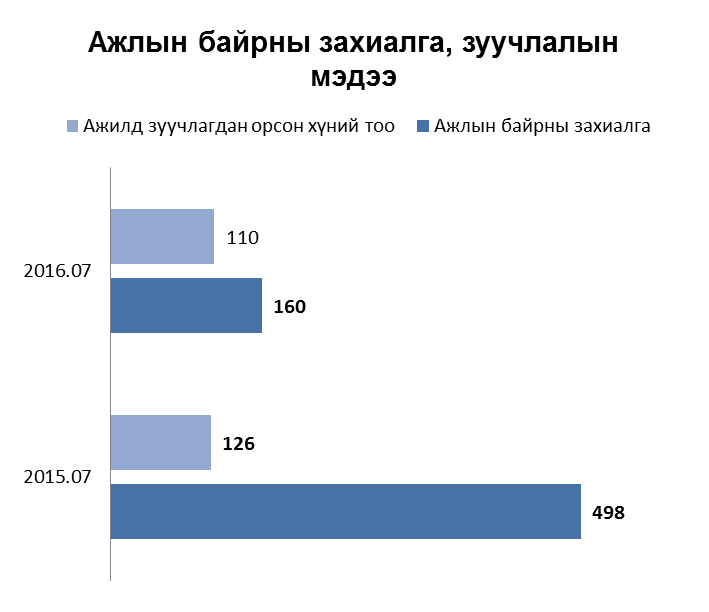 Ажлын байрны захиалга, зуучлалын
мэдээ
Ажилд зуучлагдан орсон хүний тоо Ажлын байрны захиалга
110
2016.07
160
126
2015.07
498